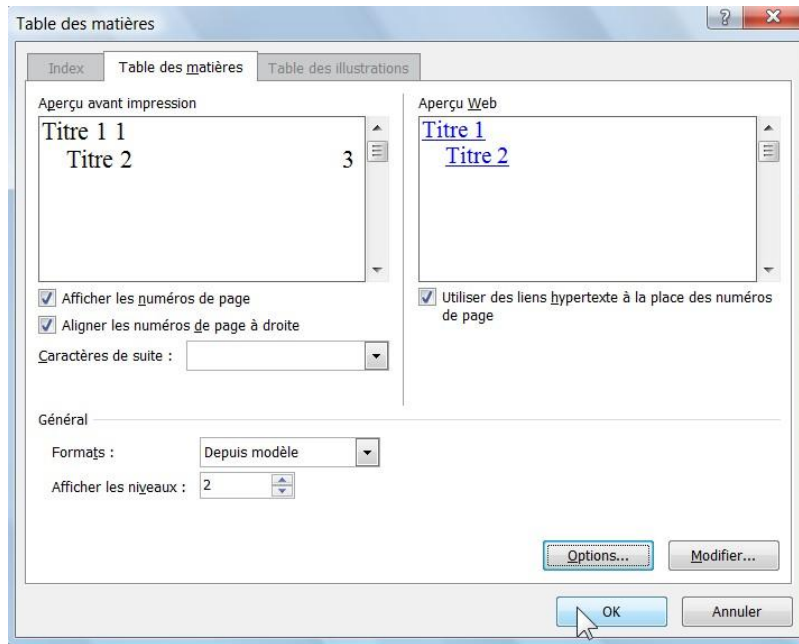 Table des matières
Index
Table des matières
Table des illustrations
Aperçu avant impression
Titre 1 1
Titre 2 3
Aperçu Web
Titre 1
Titre 2
Afficher les numéros de page
Aligner les numéros de page à droite
Caractères de suite :
Utiliser des liens hypertexte à la place des numéros
de page
Général
Formats :
Depuis modèle
Afficher les niveaux :
2
Options...
Modifier...
OK
Annuler